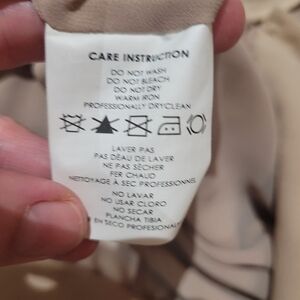 CARE INSTRUCTION
DO NOT WASH
DO NOT BLEACH
DO NOT DRY
WARM IRON
PROFESSIONALLY DRYCLEAN
LAVER PAS
PAS DEAU DE LAVER
NE PAS SÉCHER
FER CHAUD
NETTOYAGE À SEC PROFESSIONNEL
NO LAVAR
NO USAR CLORO
NO SECAR
PLANCHA TIBIA
EN SECO PROFESIONAL